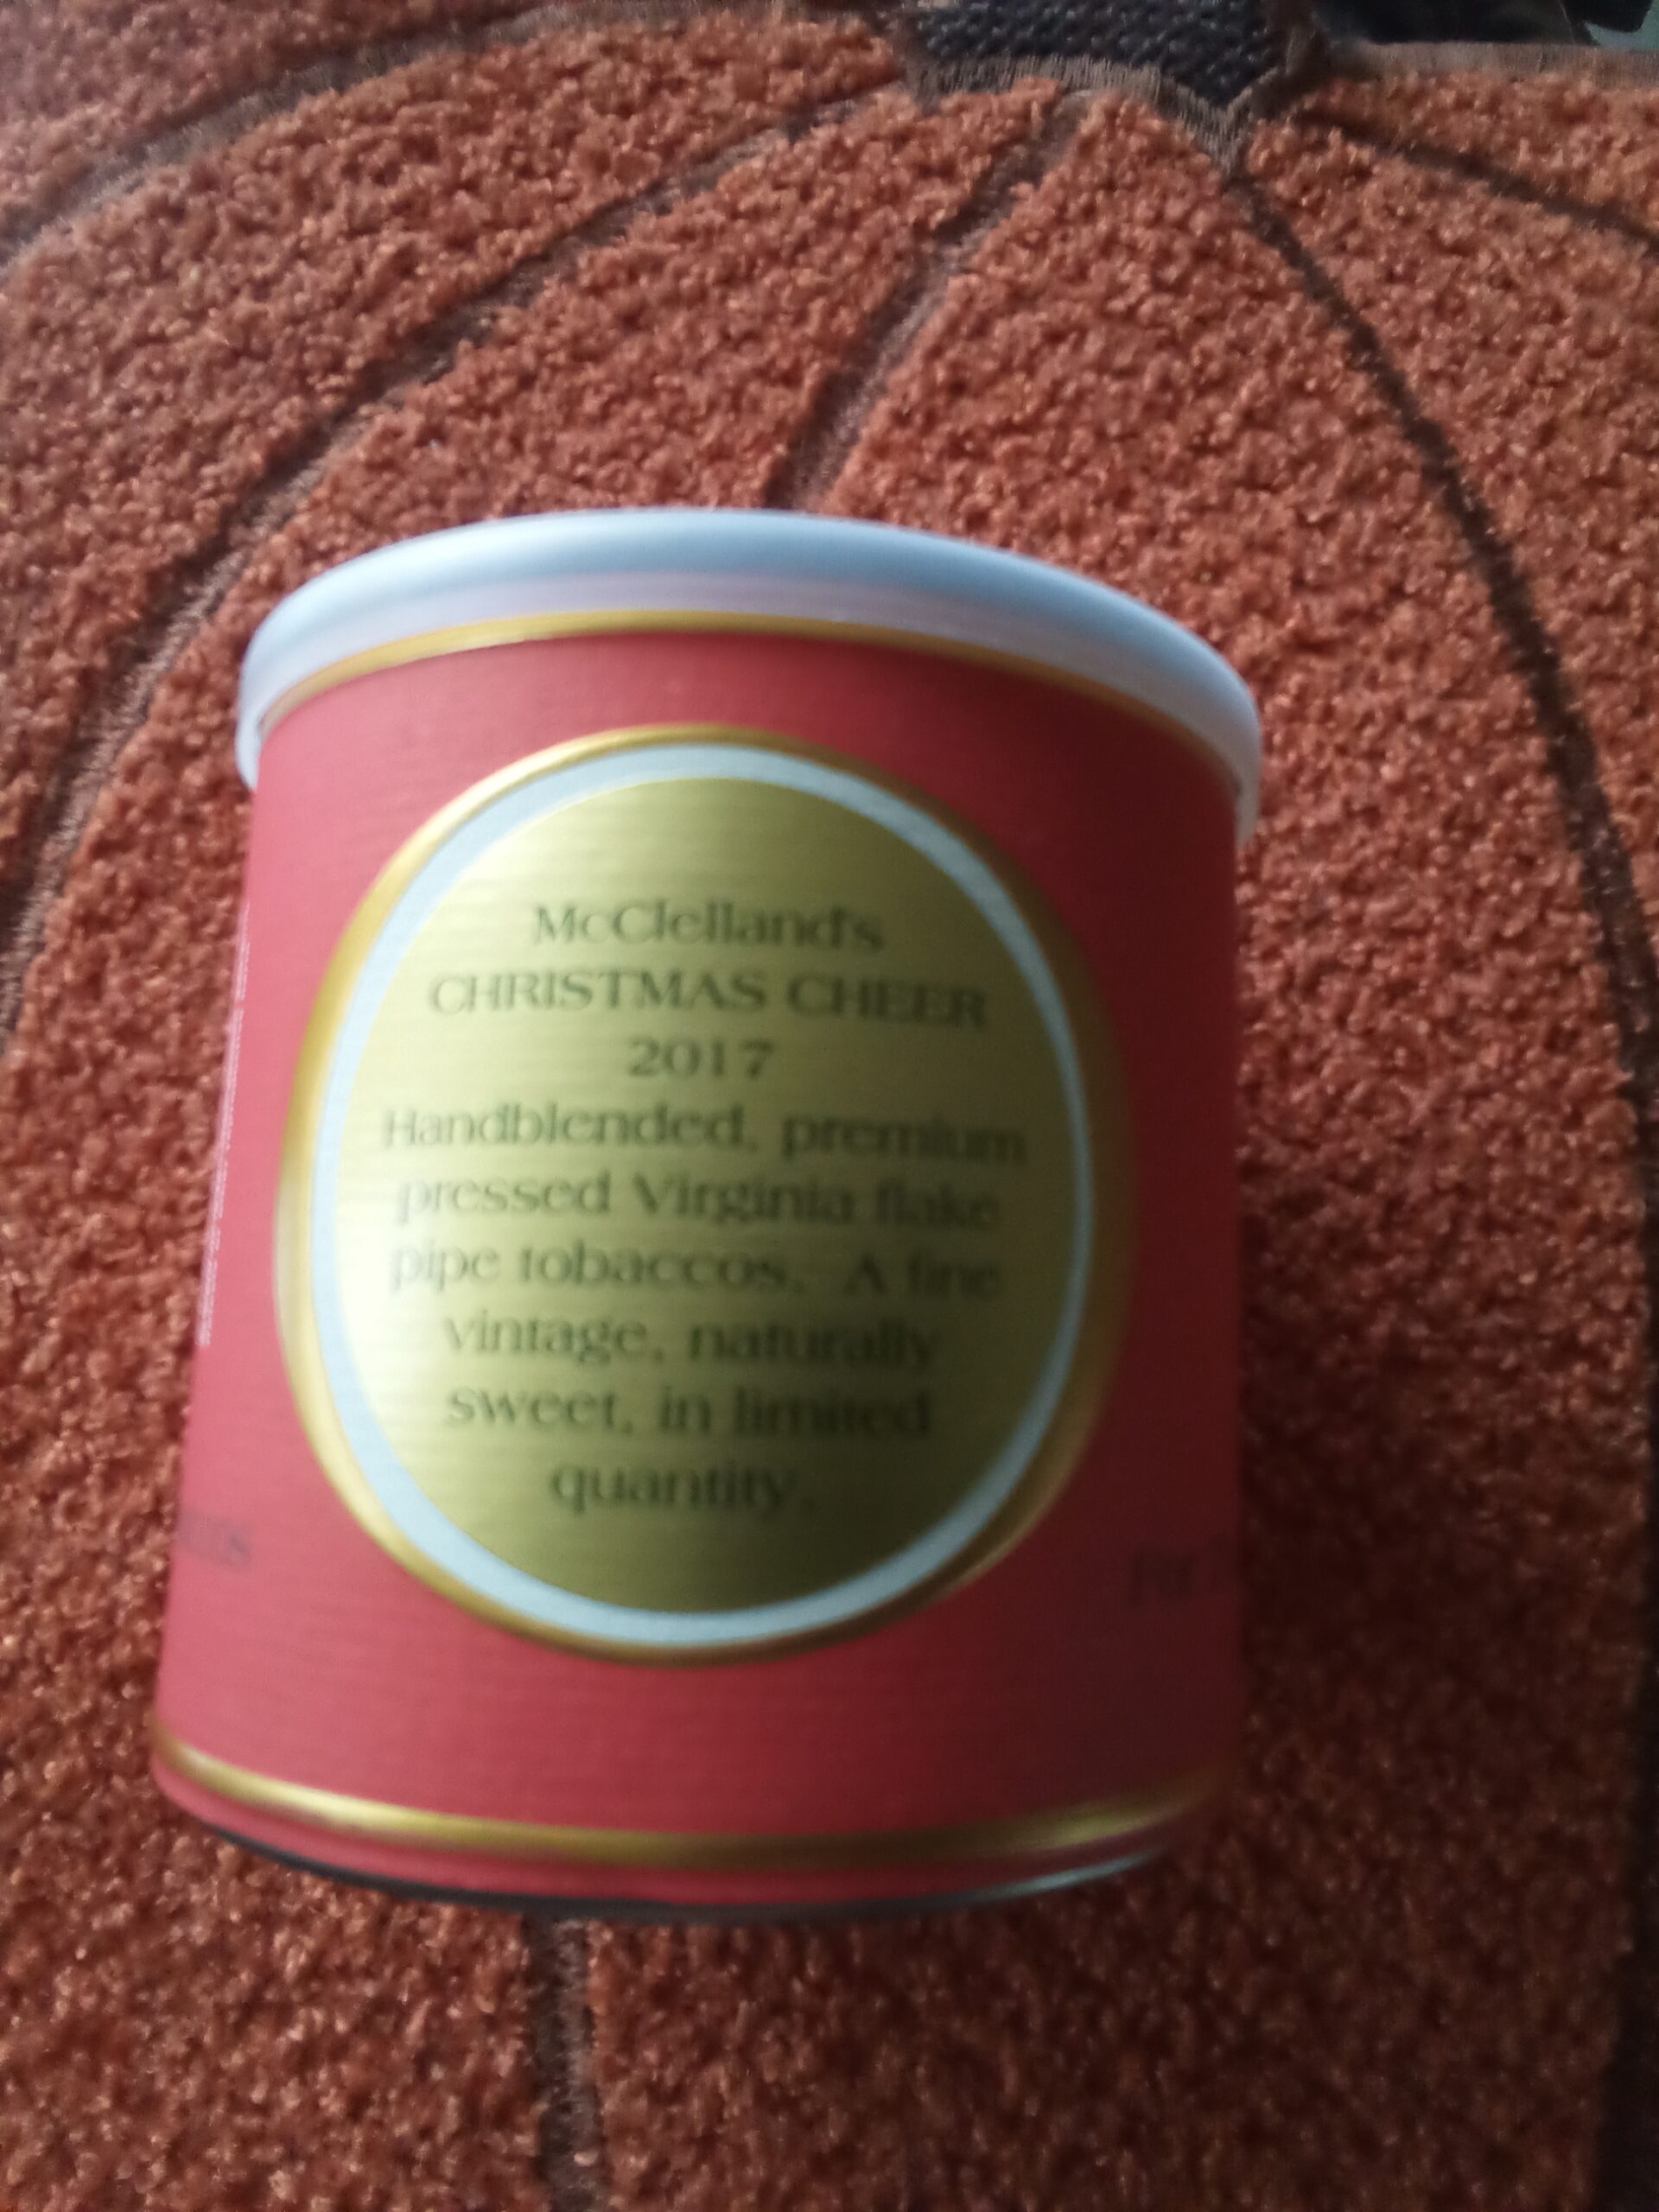 McClelland's
CHRISTMAS CHEER
2017
Handblended, premium
pressed Virginia flake
pipe tobaccos. A fine
vintage, naturally
sweet, in limited
quantity.